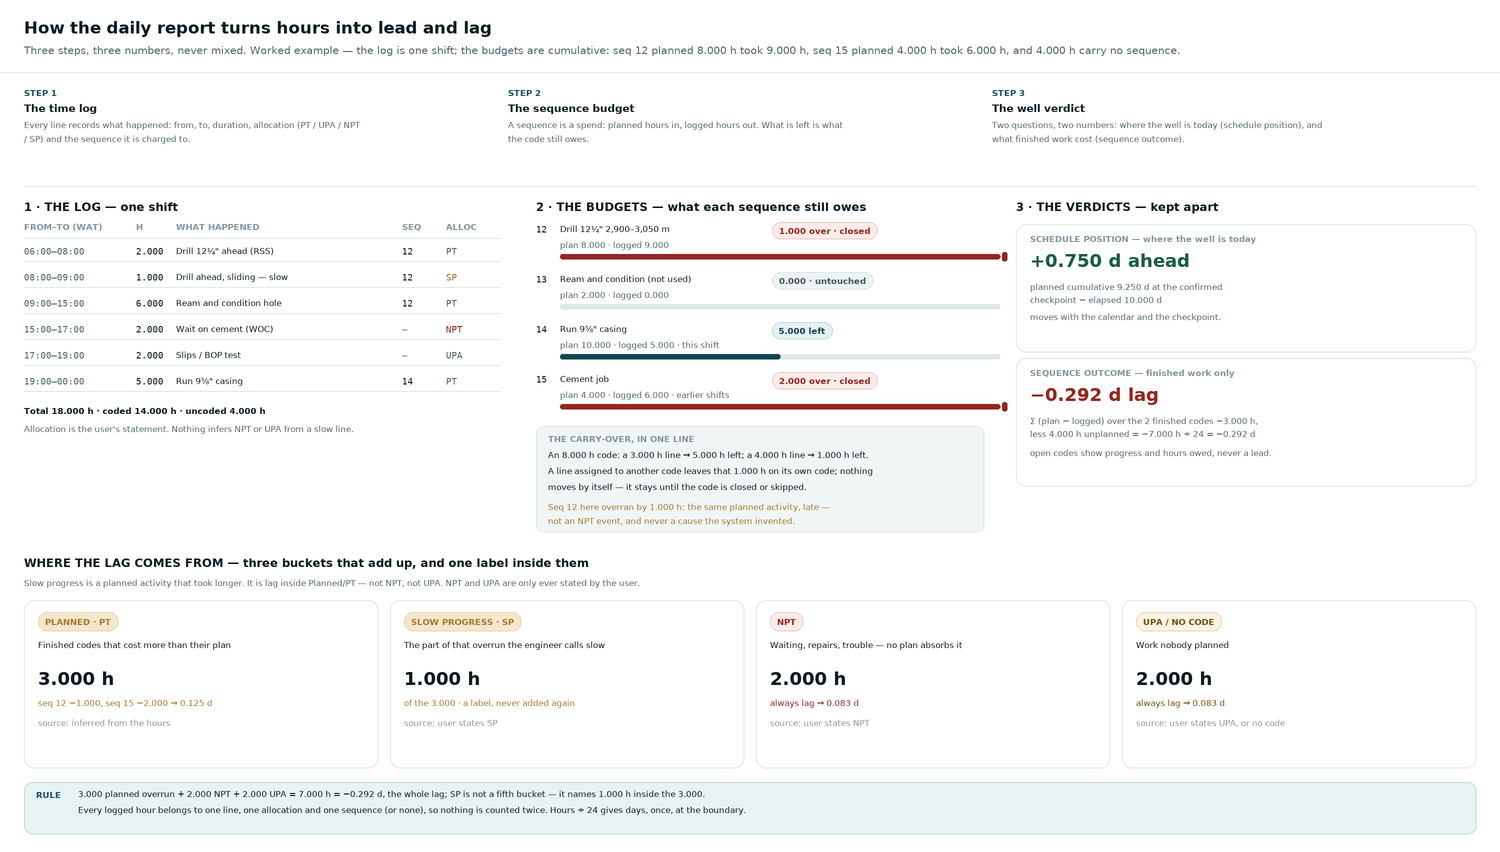 How the daily report turns hours into lead and lag
Three steps, three numbers, never mixed. Worked example — the log is one shift; the budgets are cumulative: seq 12 planned 8.000 h took 9.000 h, seq 15 planned 4.000 h took 6.000 h, and 4.000 h carry no sequence.
STEP 1
The time log
Every line records what happened: from, to, duration, allocation (PT / UPA / NPT
/ SP) and the sequence it is charged to.
STEP 2
The sequence budget
A sequence is a spend: planned hours in, logged hours out. What is left is what
the code still owes.
STEP 3
The well verdict
Two questions, two numbers: where the well is today (schedule position), and
what finished work cost (sequence outcome).
1 · THE LOG — one shift
FROM–TO (WAT) H WHAT HAPPENED SEQ ALLOC
06:00–08:00 2.000 Drill 12¼" ahead (RSS) 12 PT
08:00–09:00 1.000 Drill ahead, sliding — slow 12 SP
09:00–15:00 6.000 Ream and condition hole 12 PT
15:00–17:00 2.000 Wait on cement (WOC) — NPT
17:00–19:00 2.000 Slips / BOP test — UPA
19:00–00:00 5.000 Run 9⅝" casing 14 PT
Total 18.000 h · coded 14.000 h · uncoded 4.000 h
Allocation is the user's statement. Nothing infers NPT or UPA from a slow line.
2 · THE BUDGETS — what each sequence still owes
12 Drill 12¼" 2,900–3,050 m 1.000 over · closed
plan 8.000 · logged 9.000
13 Ream and condition (not used) 0.000 · untouched
plan 2.000 · logged 0.000
14 Run 9⅝" casing 5.000 left
plan 10.000 · logged 5.000 · this shift
15 Cement job 2.000 over · closed
plan 4.000 · logged 6.000 · earlier shifts
THE CARRY-OVER, IN ONE LINE
An 8.000 h code: a 3.000 h line → 5.000 h left; a 4.000 h line → 1.000 h left.
A line assigned to another code leaves that 1.000 h on its own code; nothing
moves by itself — it stays until the code is closed or skipped.
Seq 12 here overran by 1.000 h: the same planned activity, late —
not an NPT event, and never a cause the system invented.
3 · THE VERDICTS — kept apart
SCHEDULE POSITION — where the well is today
+0.750 d ahead
planned cumulative 9.250 d at the confirmed
checkpoint − elapsed 10.000 d
moves with the calendar and the checkpoint.
SEQUENCE OUTCOME — finished work only
−0.292 d lag
Σ (plan − logged) over the 2 finished codes −3.000 h,
less 4.000 h unplanned = −7.000 h ÷ 24 = −0.292 d
open codes show progress and hours owed, never a lead.
WHERE THE LAG COMES FROM — three buckets that add up, and one label inside them
Slow progress is a planned activity that took longer. It is lag inside Planned/PT — not NPT, not UPA. NPT and UPA are only ever stated by the user.
PLANNED · PT
Finished codes that cost more than their plan
3.000 h
seq 12 −1.000, seq 15 −2.000 → 0.125 d
source: inferred from the hours
SLOW PROGRESS · SP
The part of that overrun the engineer calls slow
1.000 h
of the 3.000 · a label, never added again
source: user states SP
NPT
Waiting, repairs, trouble — no plan absorbs it
2.000 h
always lag → 0.083 d
source: user states NPT
UPA / NO CODE
Work nobody planned
2.000 h
always lag → 0.083 d
source: user states UPA, or no code
RULE 3.000 planned overrun + 2.000 NPT + 2.000 UPA = 7.000 h = −0.292 d, the whole lag; SP is not a fifth bucket — it names 1.000 h inside the 3.000.
Every logged hour belongs to one line, one allocation and one sequence (or none), so nothing is counted twice. Hours ÷ 24 gives days, once, at the boundary.